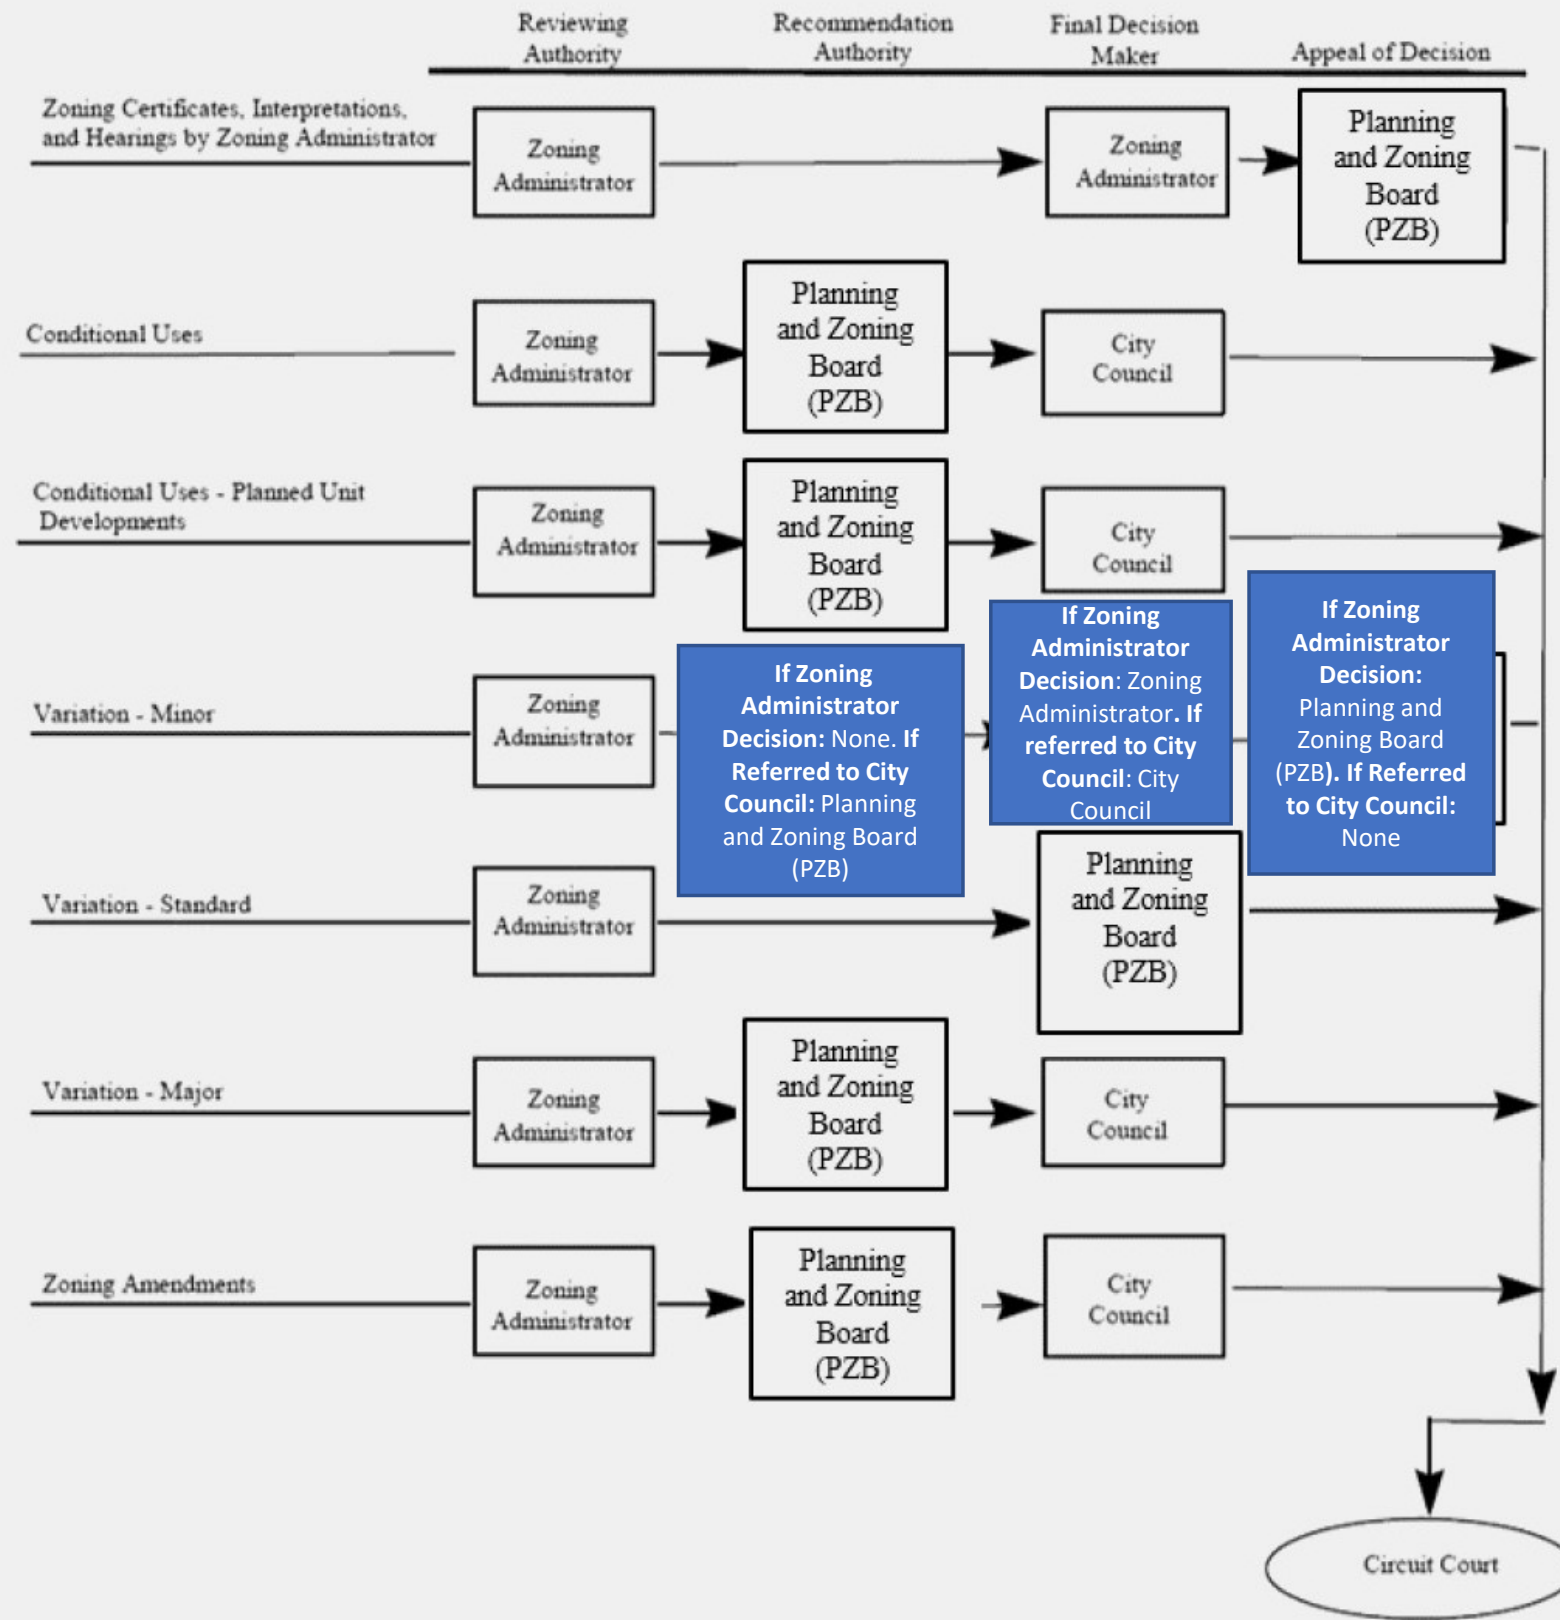 Reviewing
Authority
Recommendation
Authority
Final Decision
Maker
Appeal of Decision
Zoning Certificates, Interpretations,
and Hearings by Zoning Administrator
Zoning
Administrator
Zoning
Administrator
Planning
and Zoning
Board
(PZB)
Conditional Uses
Zoning
Administrator
Planning
and Zoning
Board
(PZB)
City
Council
Conditional Uses - Planned Unit
Developments
Zoning
Administrator
Planning
and Zoning
Board
(PZB)
City
Council
Variation - Minor
Zoning
Administrator
If Zoning
Administrator
Decision: None. If
Referred to City
Council: Planning
and Zoning Board
(PZB)
If Zoning
Administrator
Decision: Zoning
Administrator. If
referred to City
Council: City
Council
If Zoning
Administrator
Decision:
Planning and
Zoning Board
(PZB). If Referred
to City Council:
None
Variation - Standard
Zoning
Administrator
Planning
and Zoning
Board
(PZB)
Variation - Major
Zoning
Administrator
Planning
and Zoning
Board
(PZB)
City
Council
Zoning Amendments
Zoning
Administrator
Planning
and Zoning
Board
(PZB)
City
Council
Circuit Court